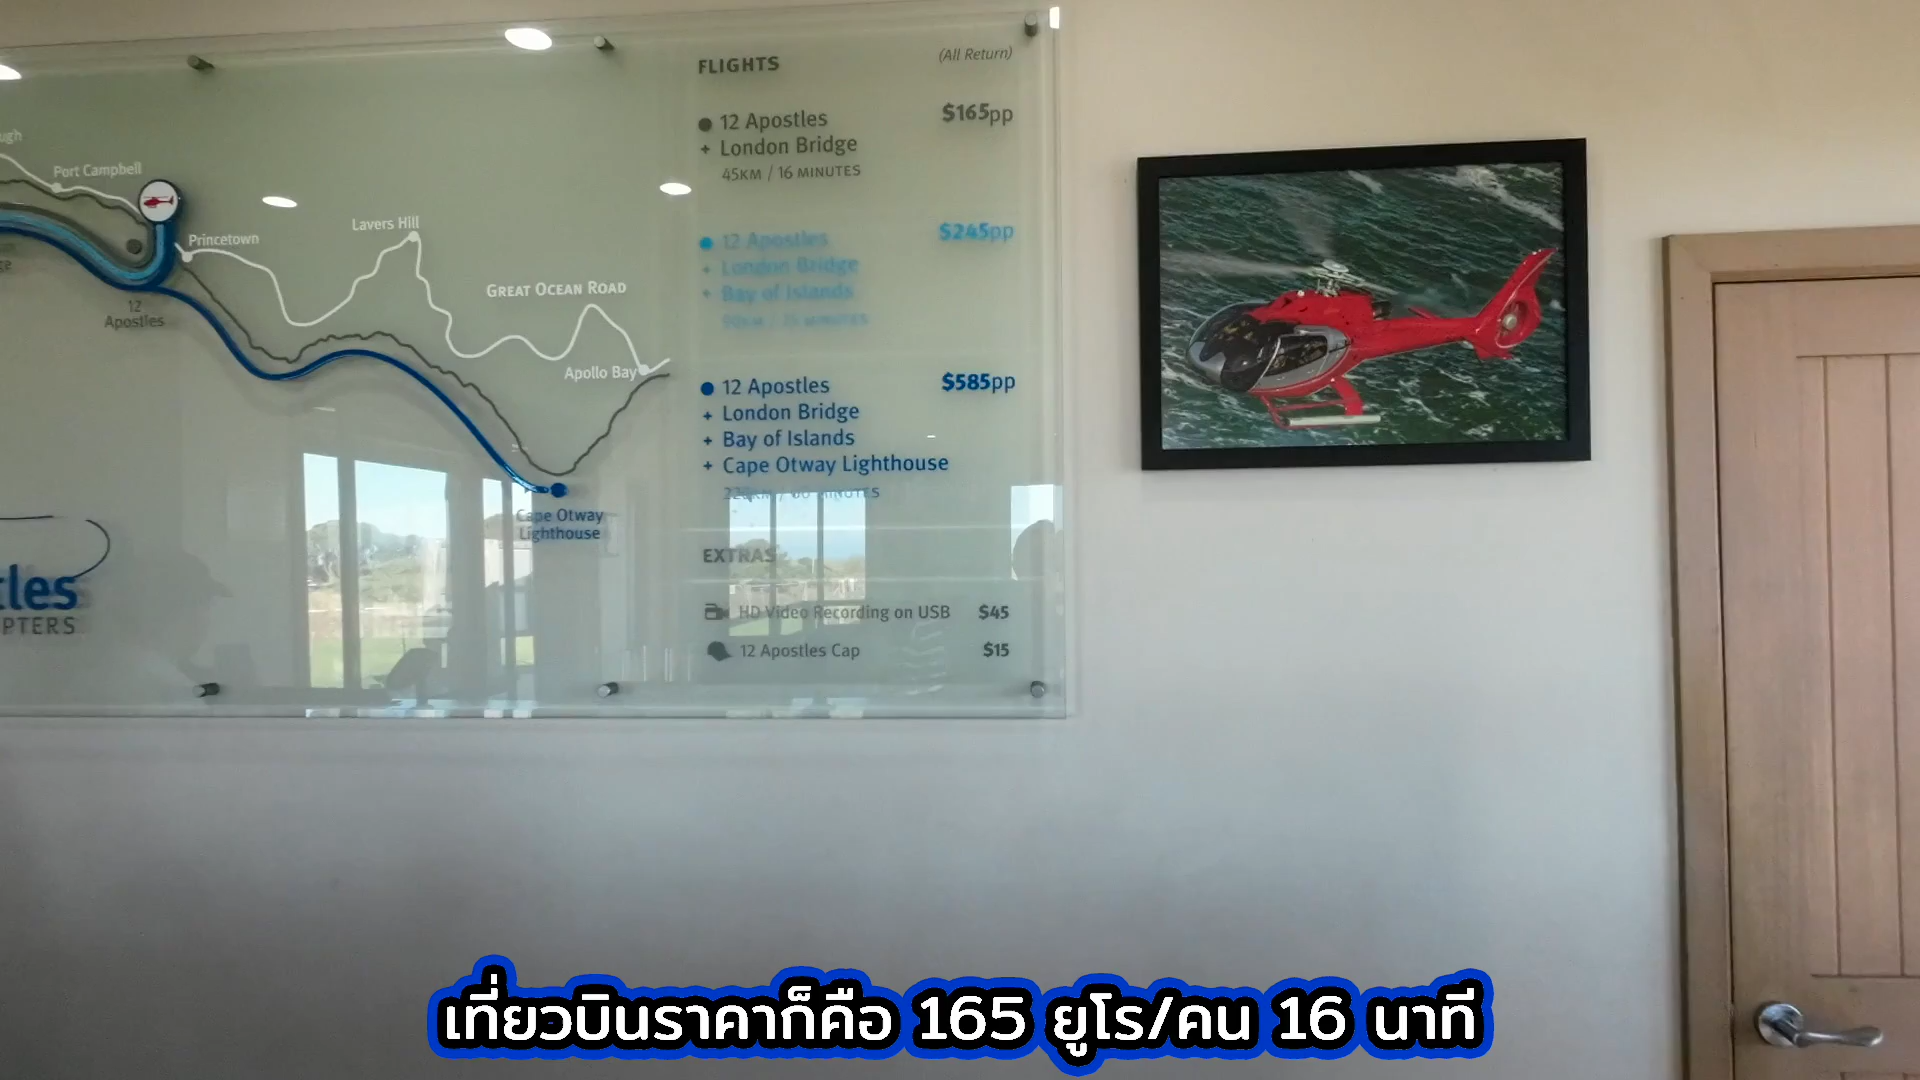 FLIGHTS
(All Return)
12 Apostles $165pp
+ London Bridge
45KM / 16 MINUTES
12 Apostles $245pp
+ London Bridge
+ Bay of Islands
12 Apostles $585pp
+ London Bridge
+ Bay of Islands
+ Cape Otway Lighthouse
MINUTES
EXTRAS
HD Video Recording on USB $45
12 Apostles Cap $15
Port Campbell
Princetown
Lavers Hill
GREAT OCEAN ROAD
Apollo Bay
12
Apostles
Cape Otway
Lighthouse
tles
PTERS
เที่ยวบินราคาก็คือ 165 ยูโร/คน 16 นาที